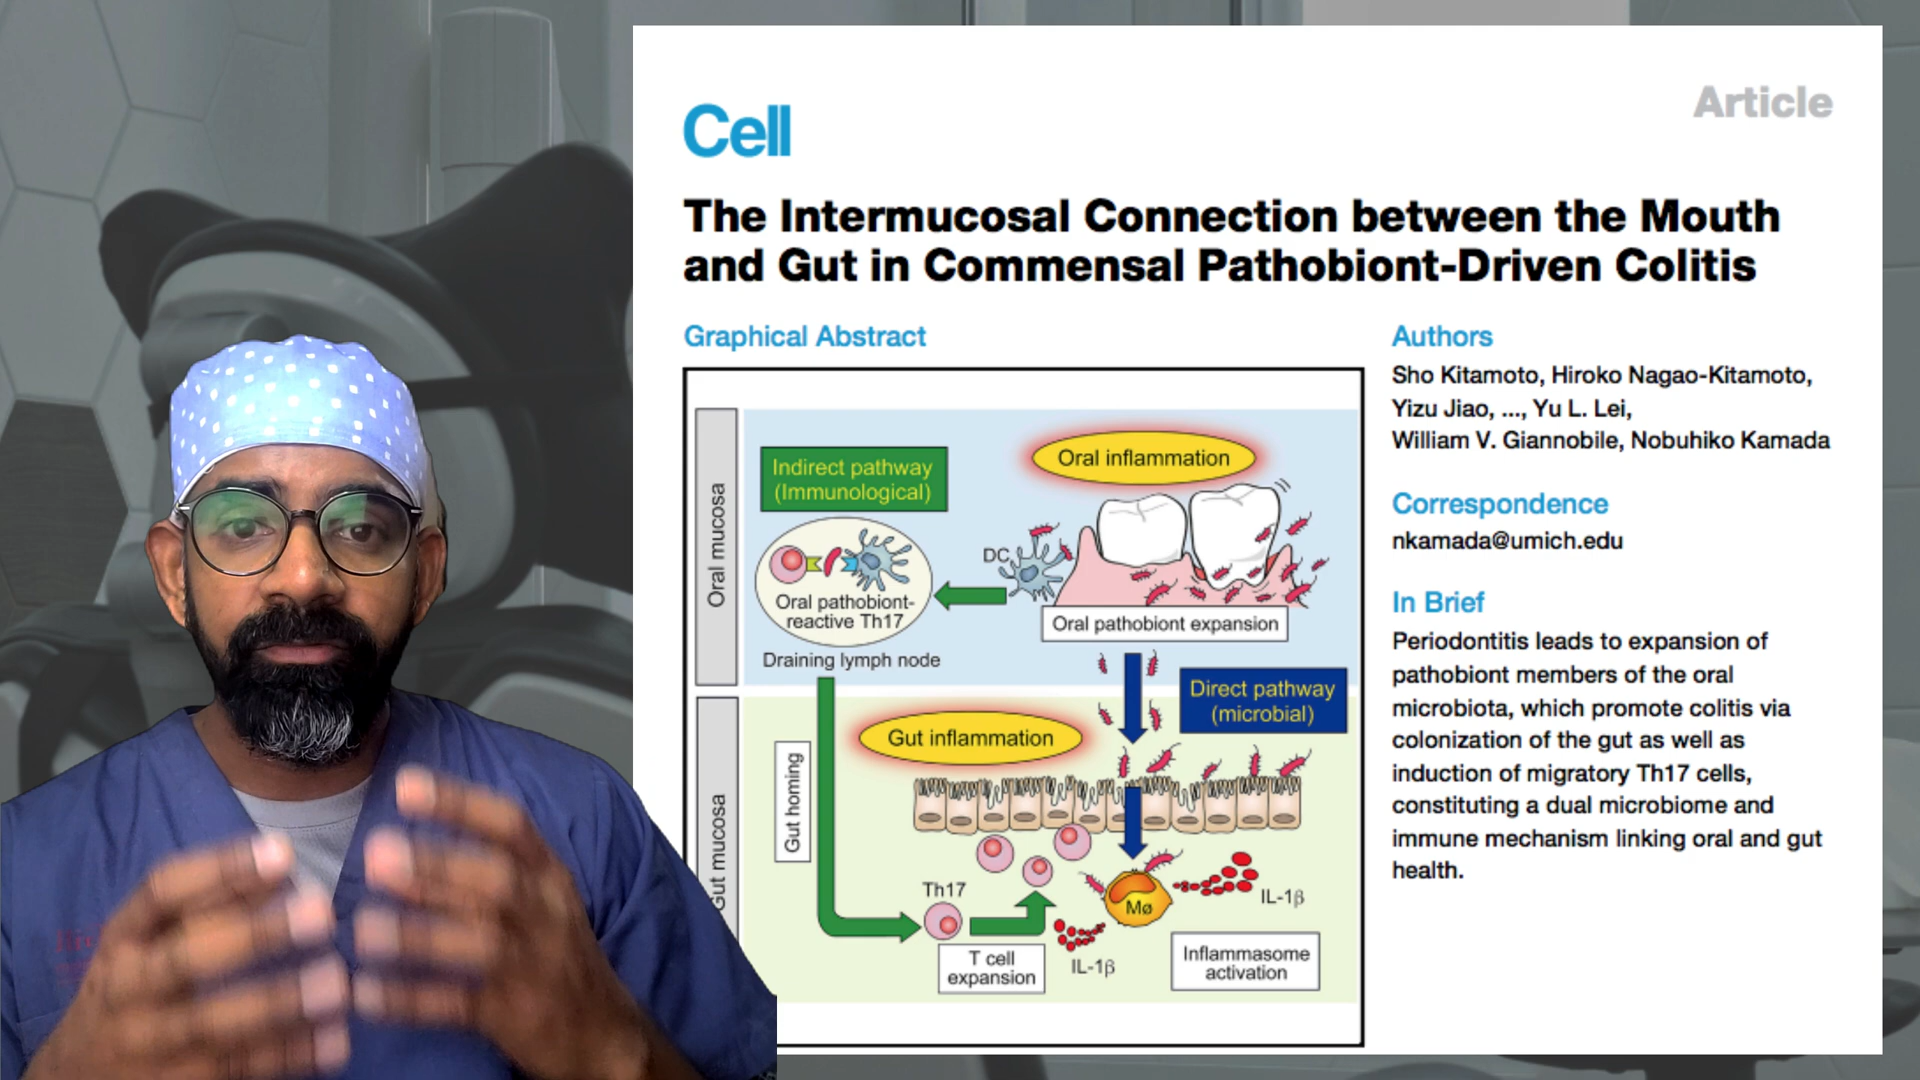 Cell
Article
The Intermucosal Connection between the Mouth
and Gut in Commensal Pathobiont-Driven Colitis
Graphical Abstract
Oral mucosa
Indirect pathway
(Immunological)
Oral inflammation
DC
Oral pathobiont-
reactive Th17
Draining lymph node
Oral pathobiont expansion
Direct pathway
(microbial)
Gut mucosa
Gut inflammation
Gut homing
Th17
T cell
expansion
IL-1β
Mø
IL-1β
Inflammasome
activation
Authors
Sho Kitamoto, Hiroko Nagao-Kitamoto,
Yizu Jiao, ..., Yu L. Lei,
William V. Giannobile, Nobuhiko Kamada
Correspondence
nkamada@umich.edu
In Brief
Periodontitis leads to expansion of
pathobiont members of the oral
microbiota, which promote colitis via
colonization of the gut as well as
induction of migratory Th17 cells,
constituting a dual microbiome and
immune mechanism linking oral and gut
health.